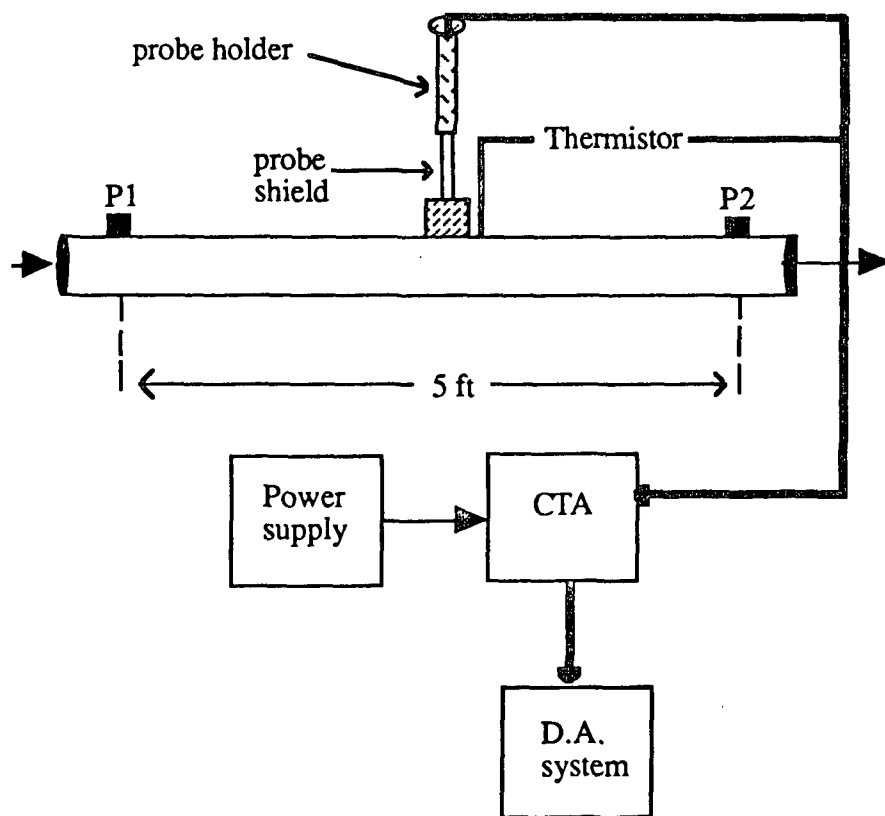 probe holder
probe
shield
Thermistor
P1
P2
5 ft
Power
supply
CTA
D.A.
system